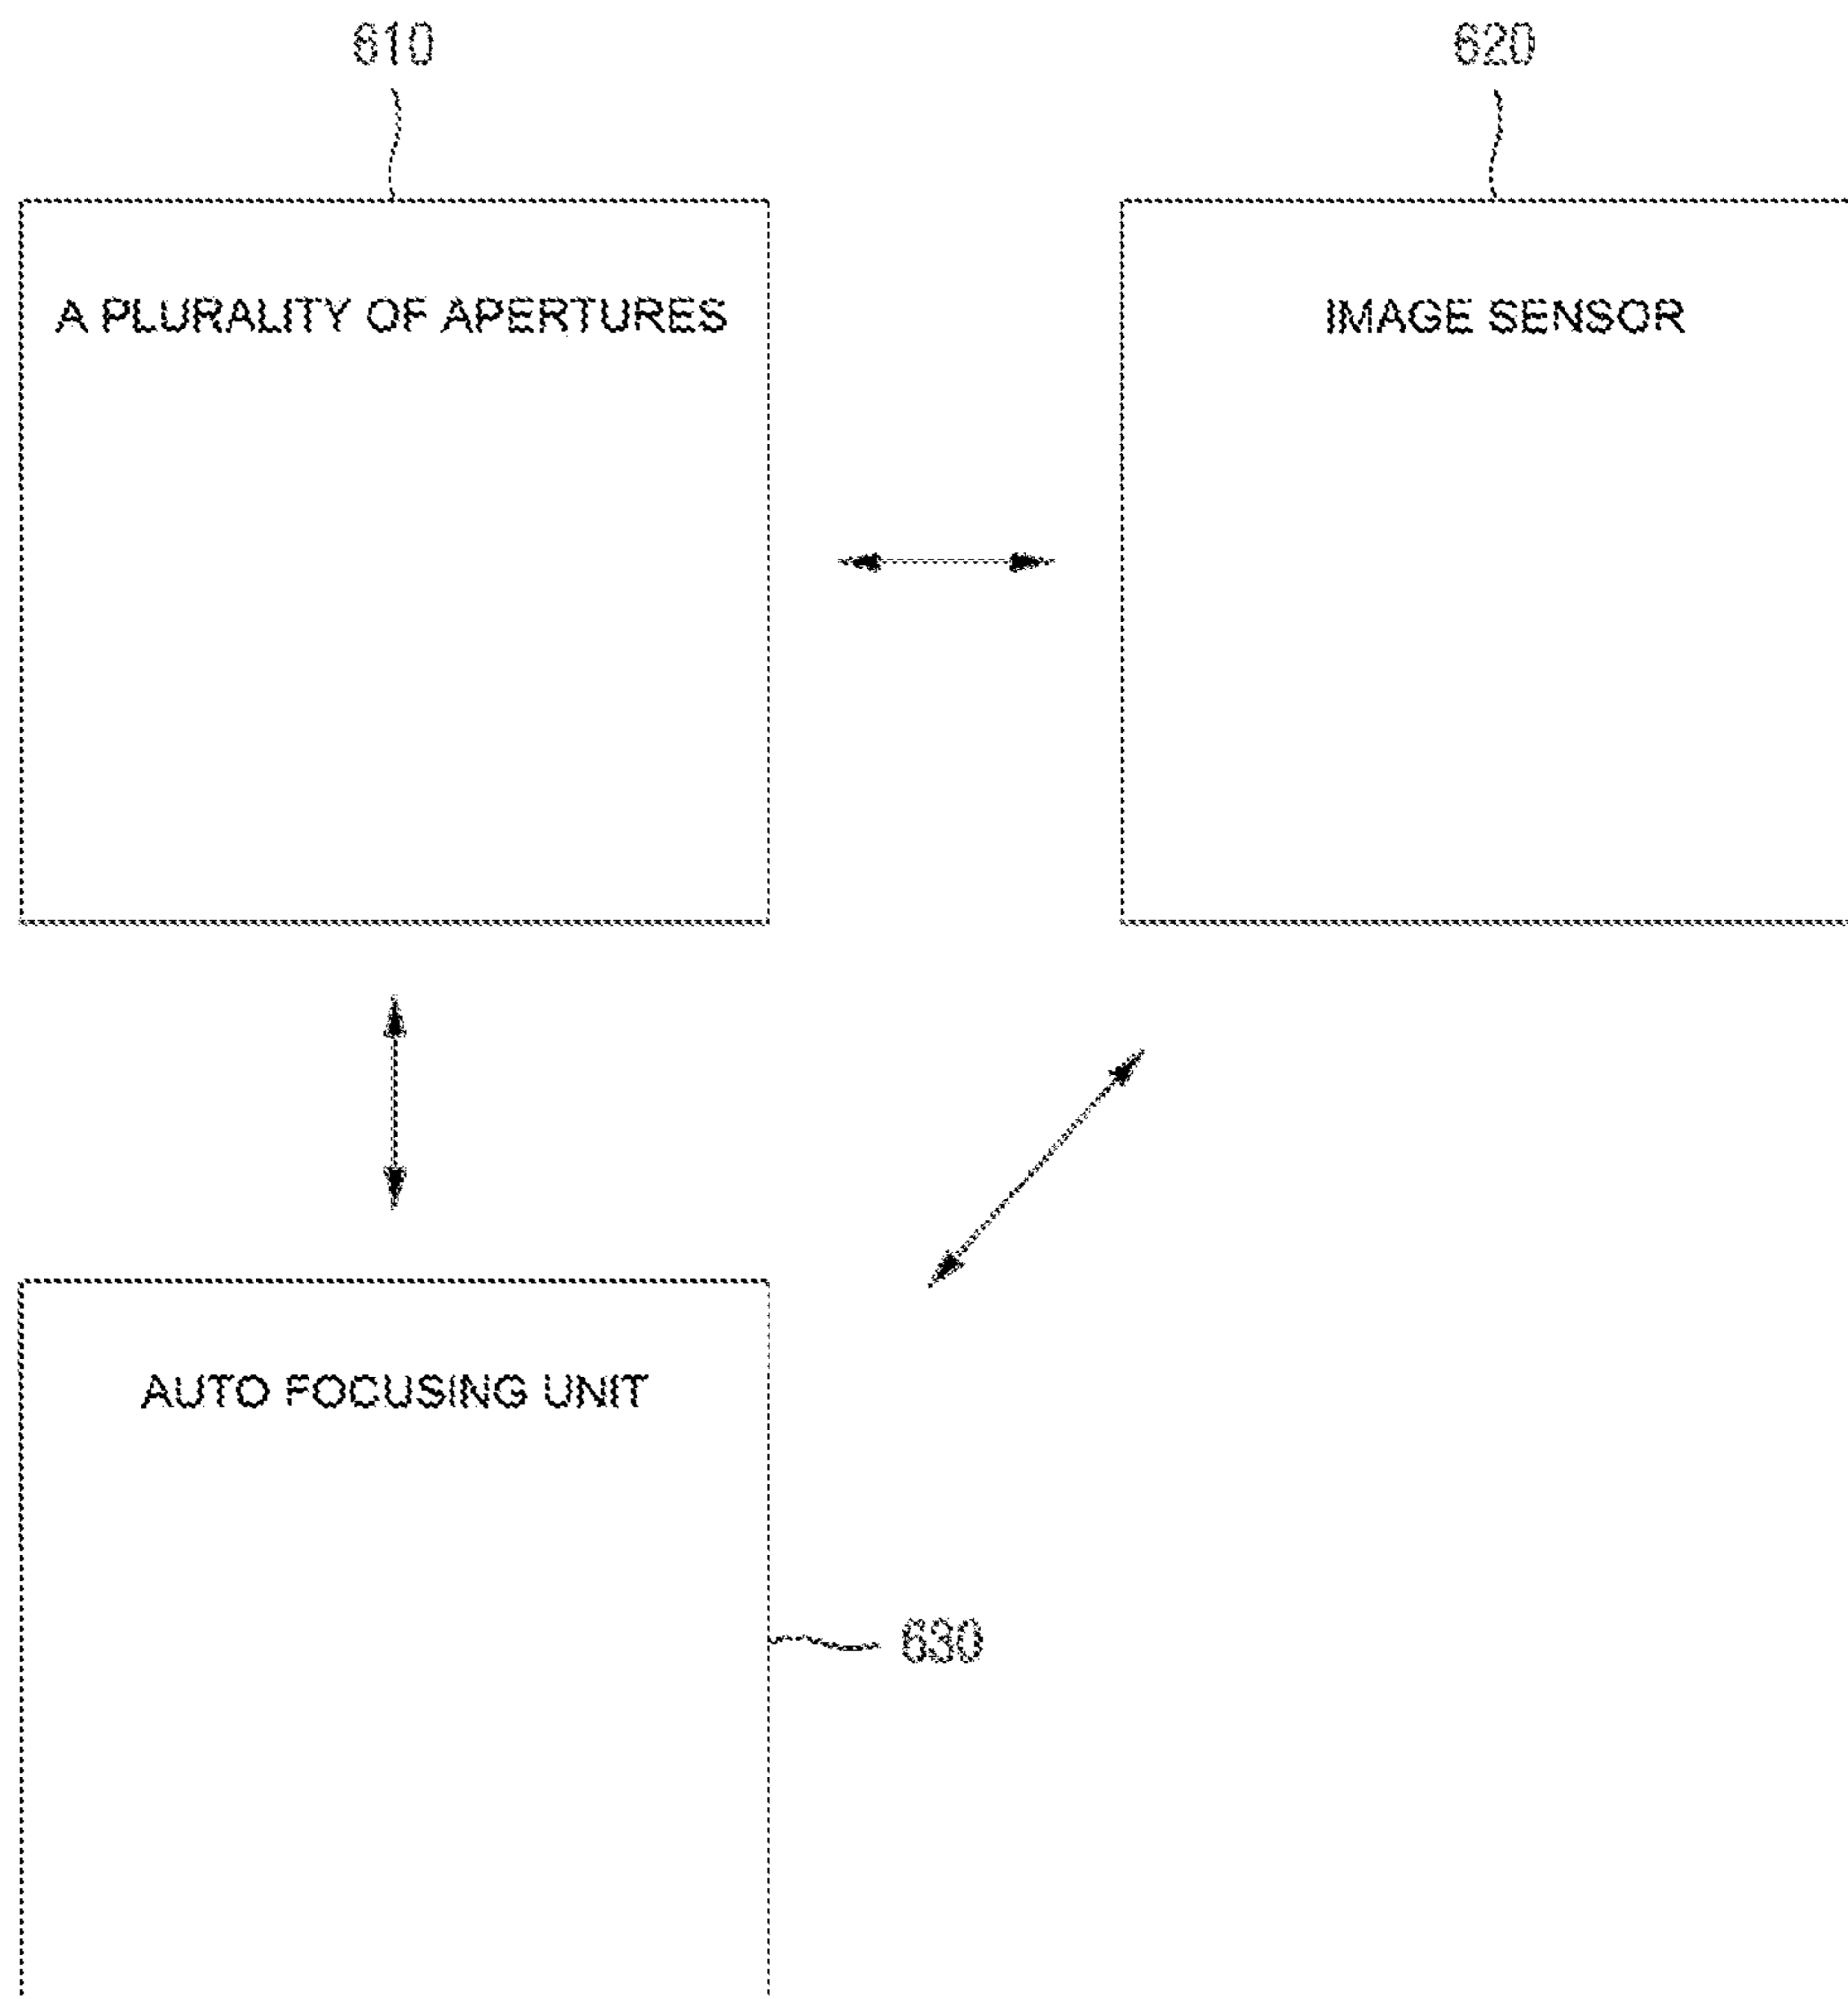 610
620
A PLURALITY OF APERTURES
IMAGE SENSOR
AUTO FOCUSING UNIT
630